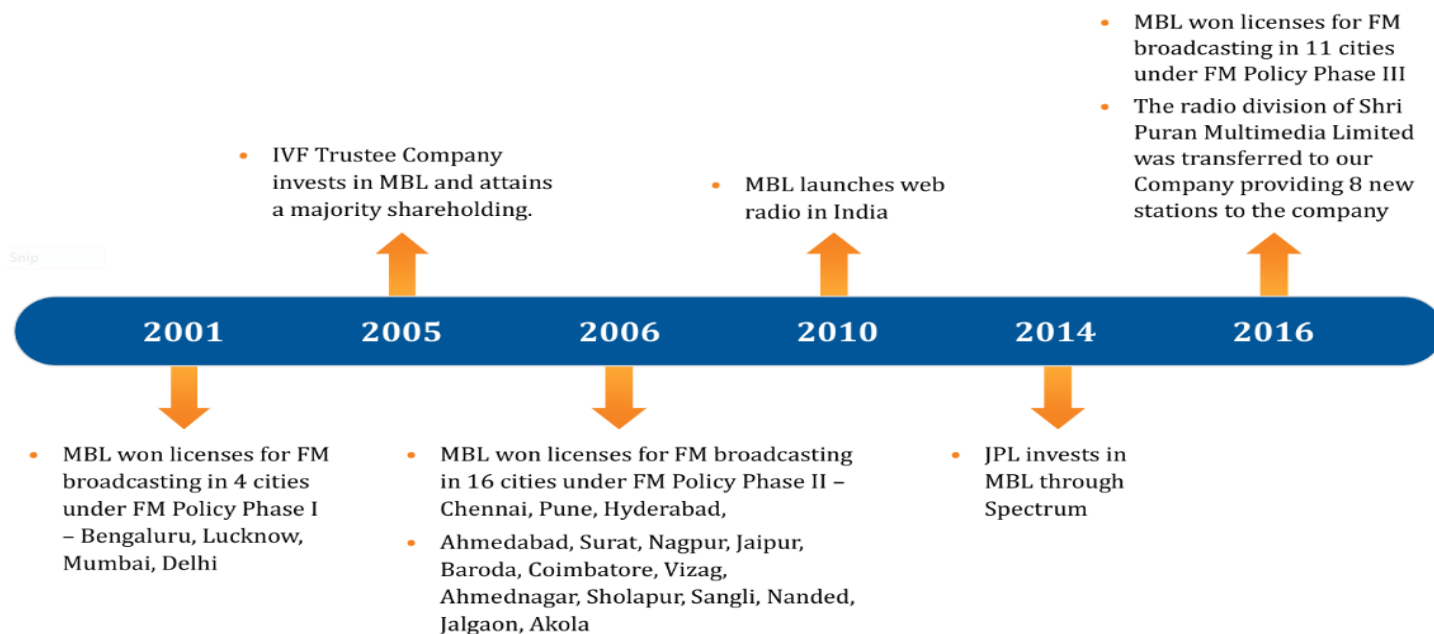 • MBL won licenses for FM
broadcasting in 11 cities
under FM Policy Phase III
• The radio division of Shri
Puran Multimedia Limited
was transferred to our
Company providing 8 new
stations to the company
• IVF Trustee Company
invests in MBL and attains
a majority shareholding.
• MBL launches web
radio in India
Snip
2001 2005 2006 2010 2014 2016
• MBL won licenses for FM
broadcasting in 4 cities
under FM Policy Phase I
– Bengaluru, Lucknow,
Mumbai, Delhi
• MBL won licenses for FM broadcasting
in 16 cities under FM Policy Phase II –
Chennai, Pune, Hyderabad,
• Ahmedabad, Surat, Nagpur, Jaipur,
Baroda, Coimbatore, Vizag,
Ahmednagar, Sholapur, Sangli, Nanded,
Jalgaon, Akola
• JPL invests in
MBL through
Spectrum